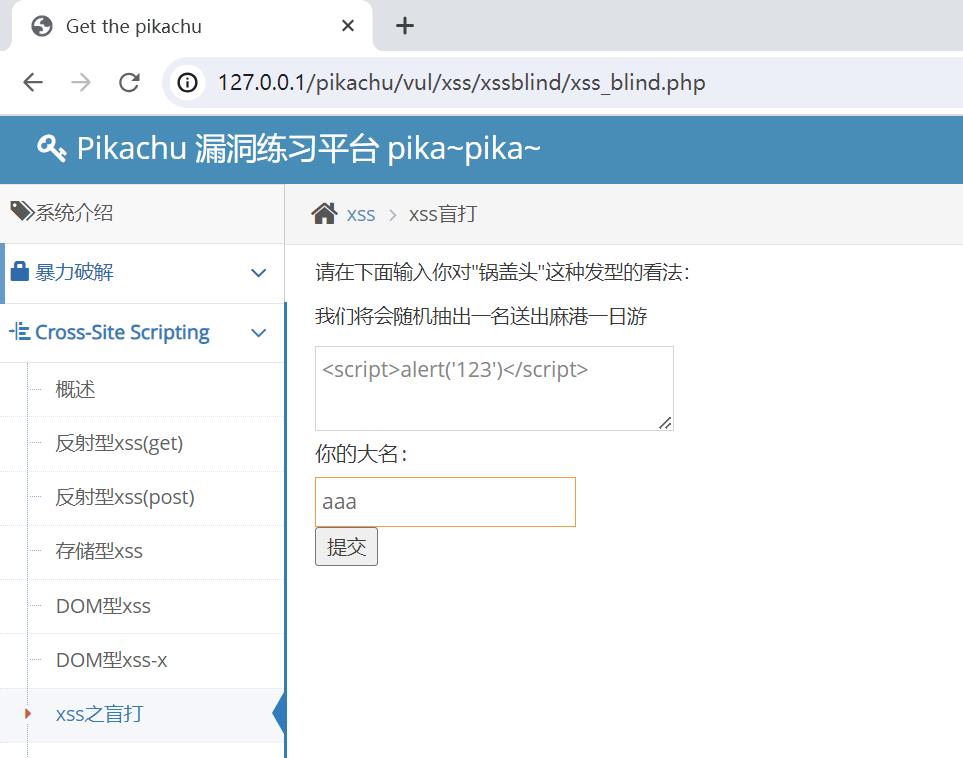 Get the pikachu
127.0.0.1/pikachu/vul/xss/xssblind/xss_blind.php
Pikachu 漏洞练习平台 pika~pika~
系统介绍
xss > xss盲打
暴力破解
请在下面输入你对"锅盖头"这种发型的看法:
我们将会随机抽出一名送出麻港一日游
Cross-Site Scripting
<script>alert('123')</script>
概述
反射型xss(get)
你的大名:
aaa
反射型xss(post)
提交
存储型xss
DOM型xss
DOM型xss-x
xss之盲打